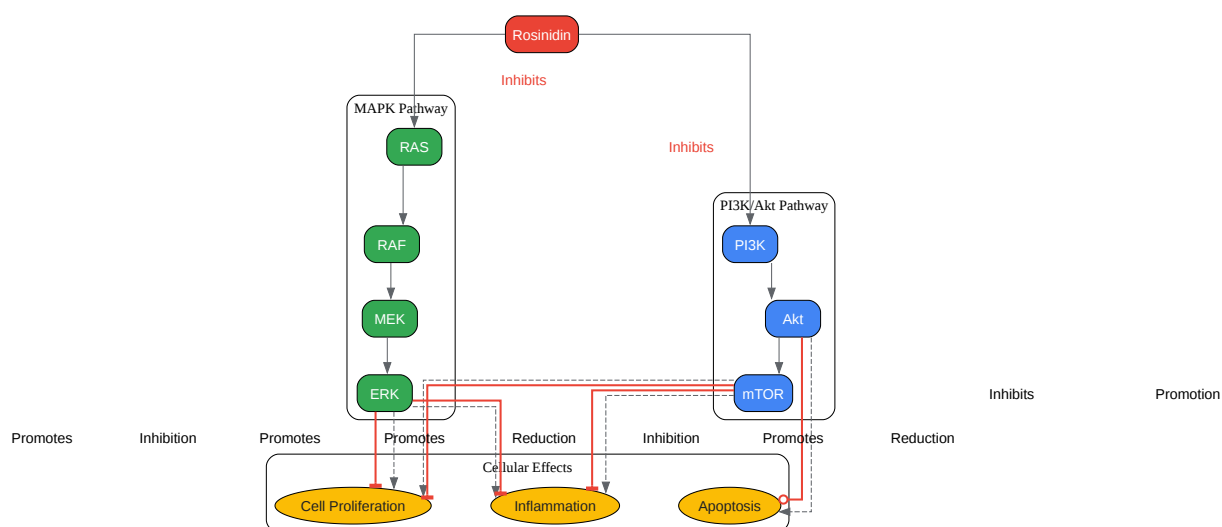 Rosinidin
Inhibits
MAPK Pathway
RAS
Inhibits
PI3K/Akt Pathway
RAF
PI3K
MEK
Akt
ERK
mTOR
Inhibits
Promotion
Promotes
Inhibition
Promotes
Promotes
Reduction
Inhibition
Promotes
Reduction
Cellular Effects
Cell Proliferation
Inflammation
Apoptosis